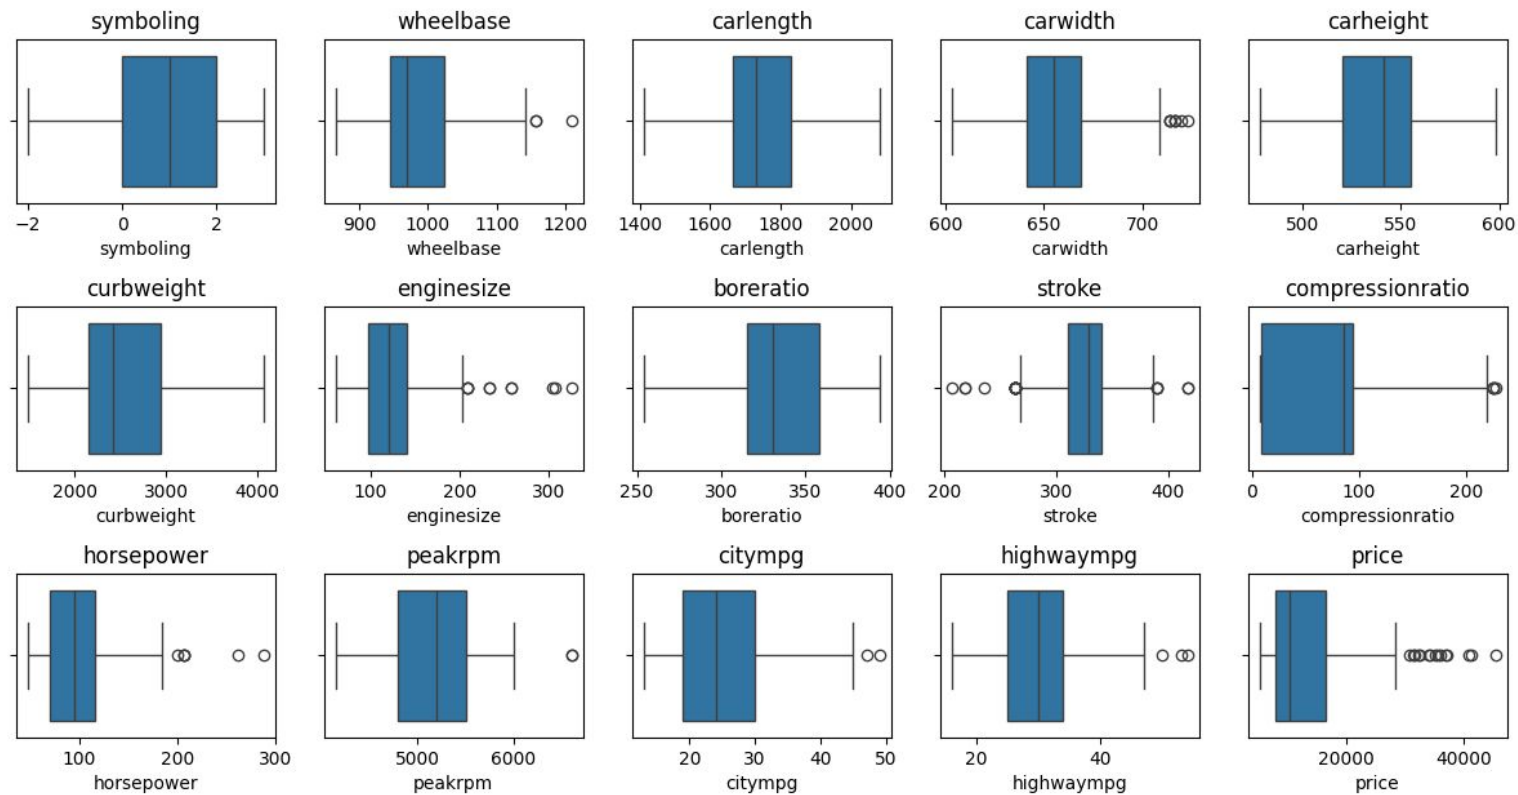 symboling wheelbase carlength carwidth carheight
−2 0 2 900 1000 1100 1200 1400 1600 1800 2000 600 650 700 500 550 600
symboling wheelbase carlength carwidth carheight
curbweight enginesize boreratio stroke compressionratio
2000 3000 4000 100 200 300 250 300 350 400 200 300 400 0 100 200
curbweight enginesize boreratio stroke compressionratio
horsepower peakrpm citympg highwaympg price
100 200 300 5000 6000 20 30 40 50 20 40 20000 40000
horsepower peakrpm citympg highwaympg price